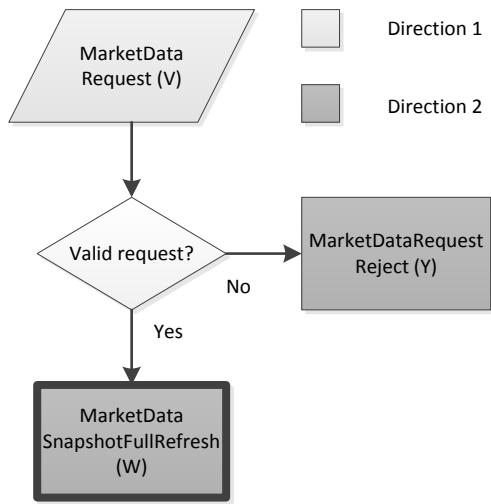 MarketData
Request (V)
Direction 1
Direction 2
Valid request?
MarketDataRequest
Reject (Y)
No
Yes
MarketData
SnapshotFullRefresh
(W)